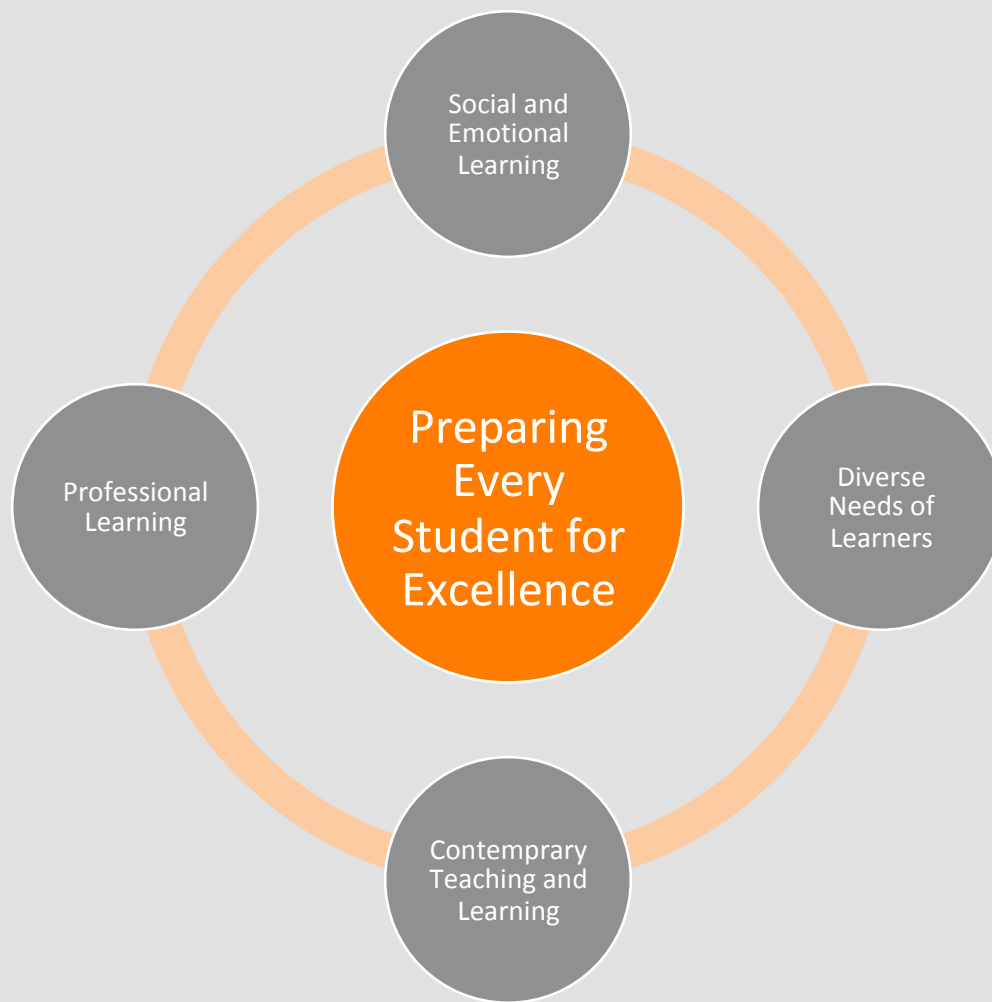 Social and
Emotional
Learning
Preparing
Every
Student for
Excellence
Diverse
Needs of
Learners
Professional
Learning
Contemprary
Teaching and
Learning